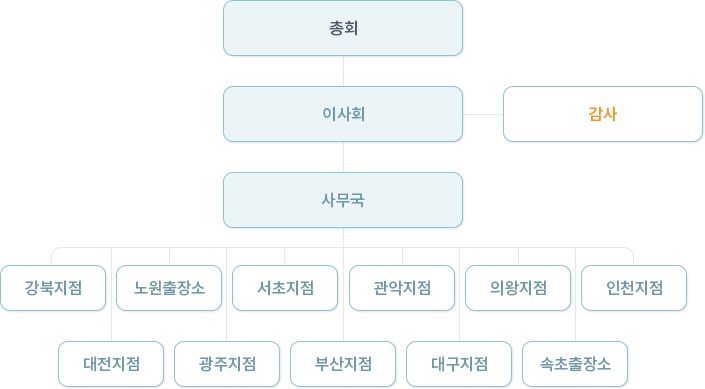 총회
이사회
감사
사무국
강북지점
노원출장소
서초지점
관악지점
의왕지점
인천지점
대전지점
광주지점
부산지점
대구지점
속초출장소